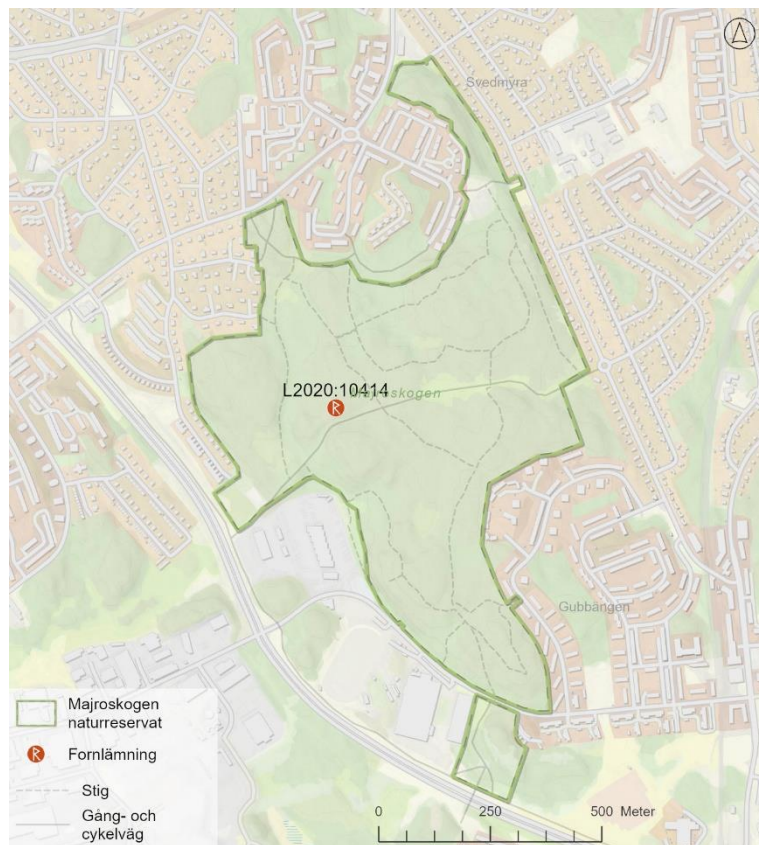 Svedmyra
L2020:10414
Majroskogen
Gubbängen
Majroskogen
naturreservat
R Fornlämning
Stig
Gång- och
cykelväg
0 250 500 Meter